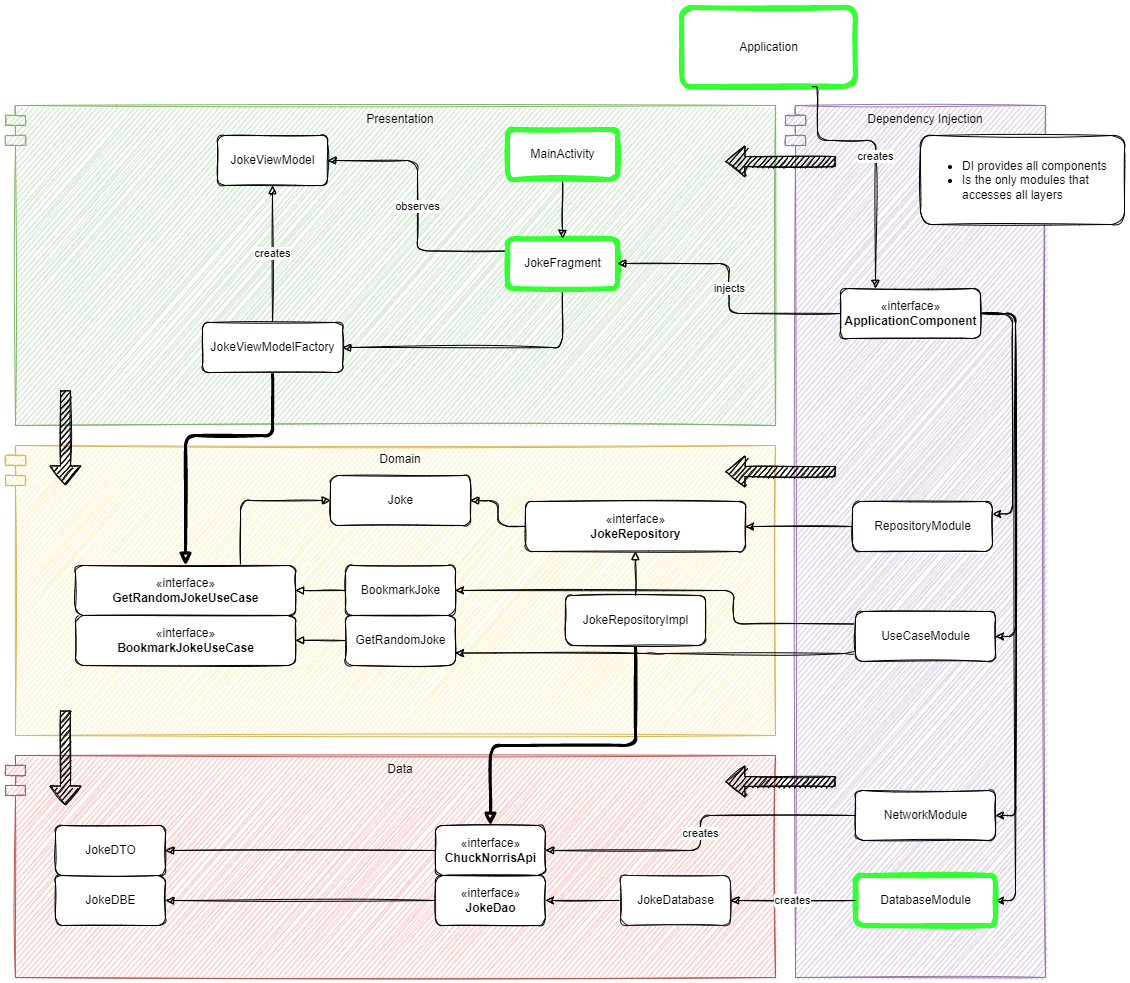 Application
Presentation
Dependency Injection
JokeViewModel
MainActivity
creates
DI provides all components
Is the only modules that
accesses all layers
observes
creates
JokeFragment
injects
«interface»
ApplicationComponent
JokeViewModelFactory
Domain
Joke
«interface»
JokeRepository
RepositoryModule
«interface»
GetRandomJokeUseCase
BookmarkJoke
JokeRepositoryImpl
«interface»
BookmarkJokeUseCase
GetRandomJoke
UseCaseModule
Data
NetworkModule
creates
JokeDTO
«interface»
ChuckNorrisApi
JokeDBE
«interface»
JokeDao
JokeDatabase
creates
DatabaseModule